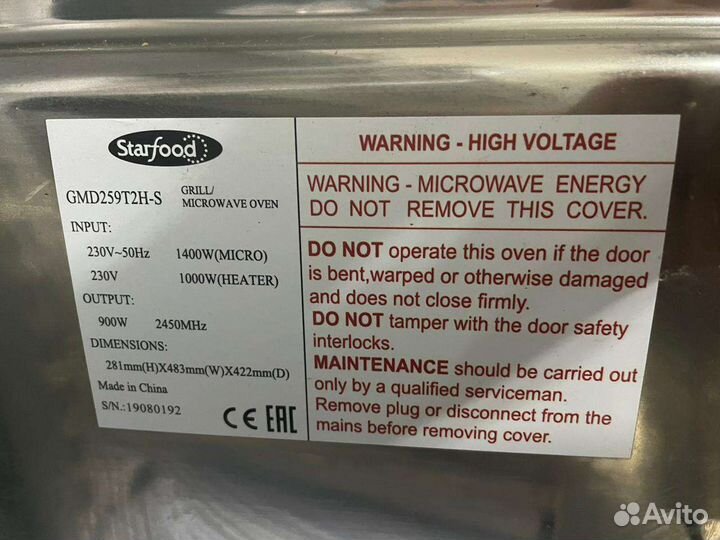 Starfood
GMD259T2H-S GRILL/
MICROWAVE OVEN
INPUT:
230V~50Hz 1400W(MICRO)
230V 1000W(HEATER)
OUTPUT:
900W 2450MHz
DIMENSIONS:
281mm(H)X483mm(W)X422mm(D)
Made in China
S/N.:19080192
CE EAC
WARNING - HIGH VOLTAGE
WARNING - MICROWAVE ENERGY
DO NOT REMOVE THIS COVER.
DO NOT operate this oven if the door
is bent,warped or otherwise damaged
and does not close firmly.
DO NOT tamper with the door safety
interlocks.
MAINTENANCE should be carried out
only by a qualified serviceman.
Remove plug or disconnect from the
mains before removing cover.
Avito